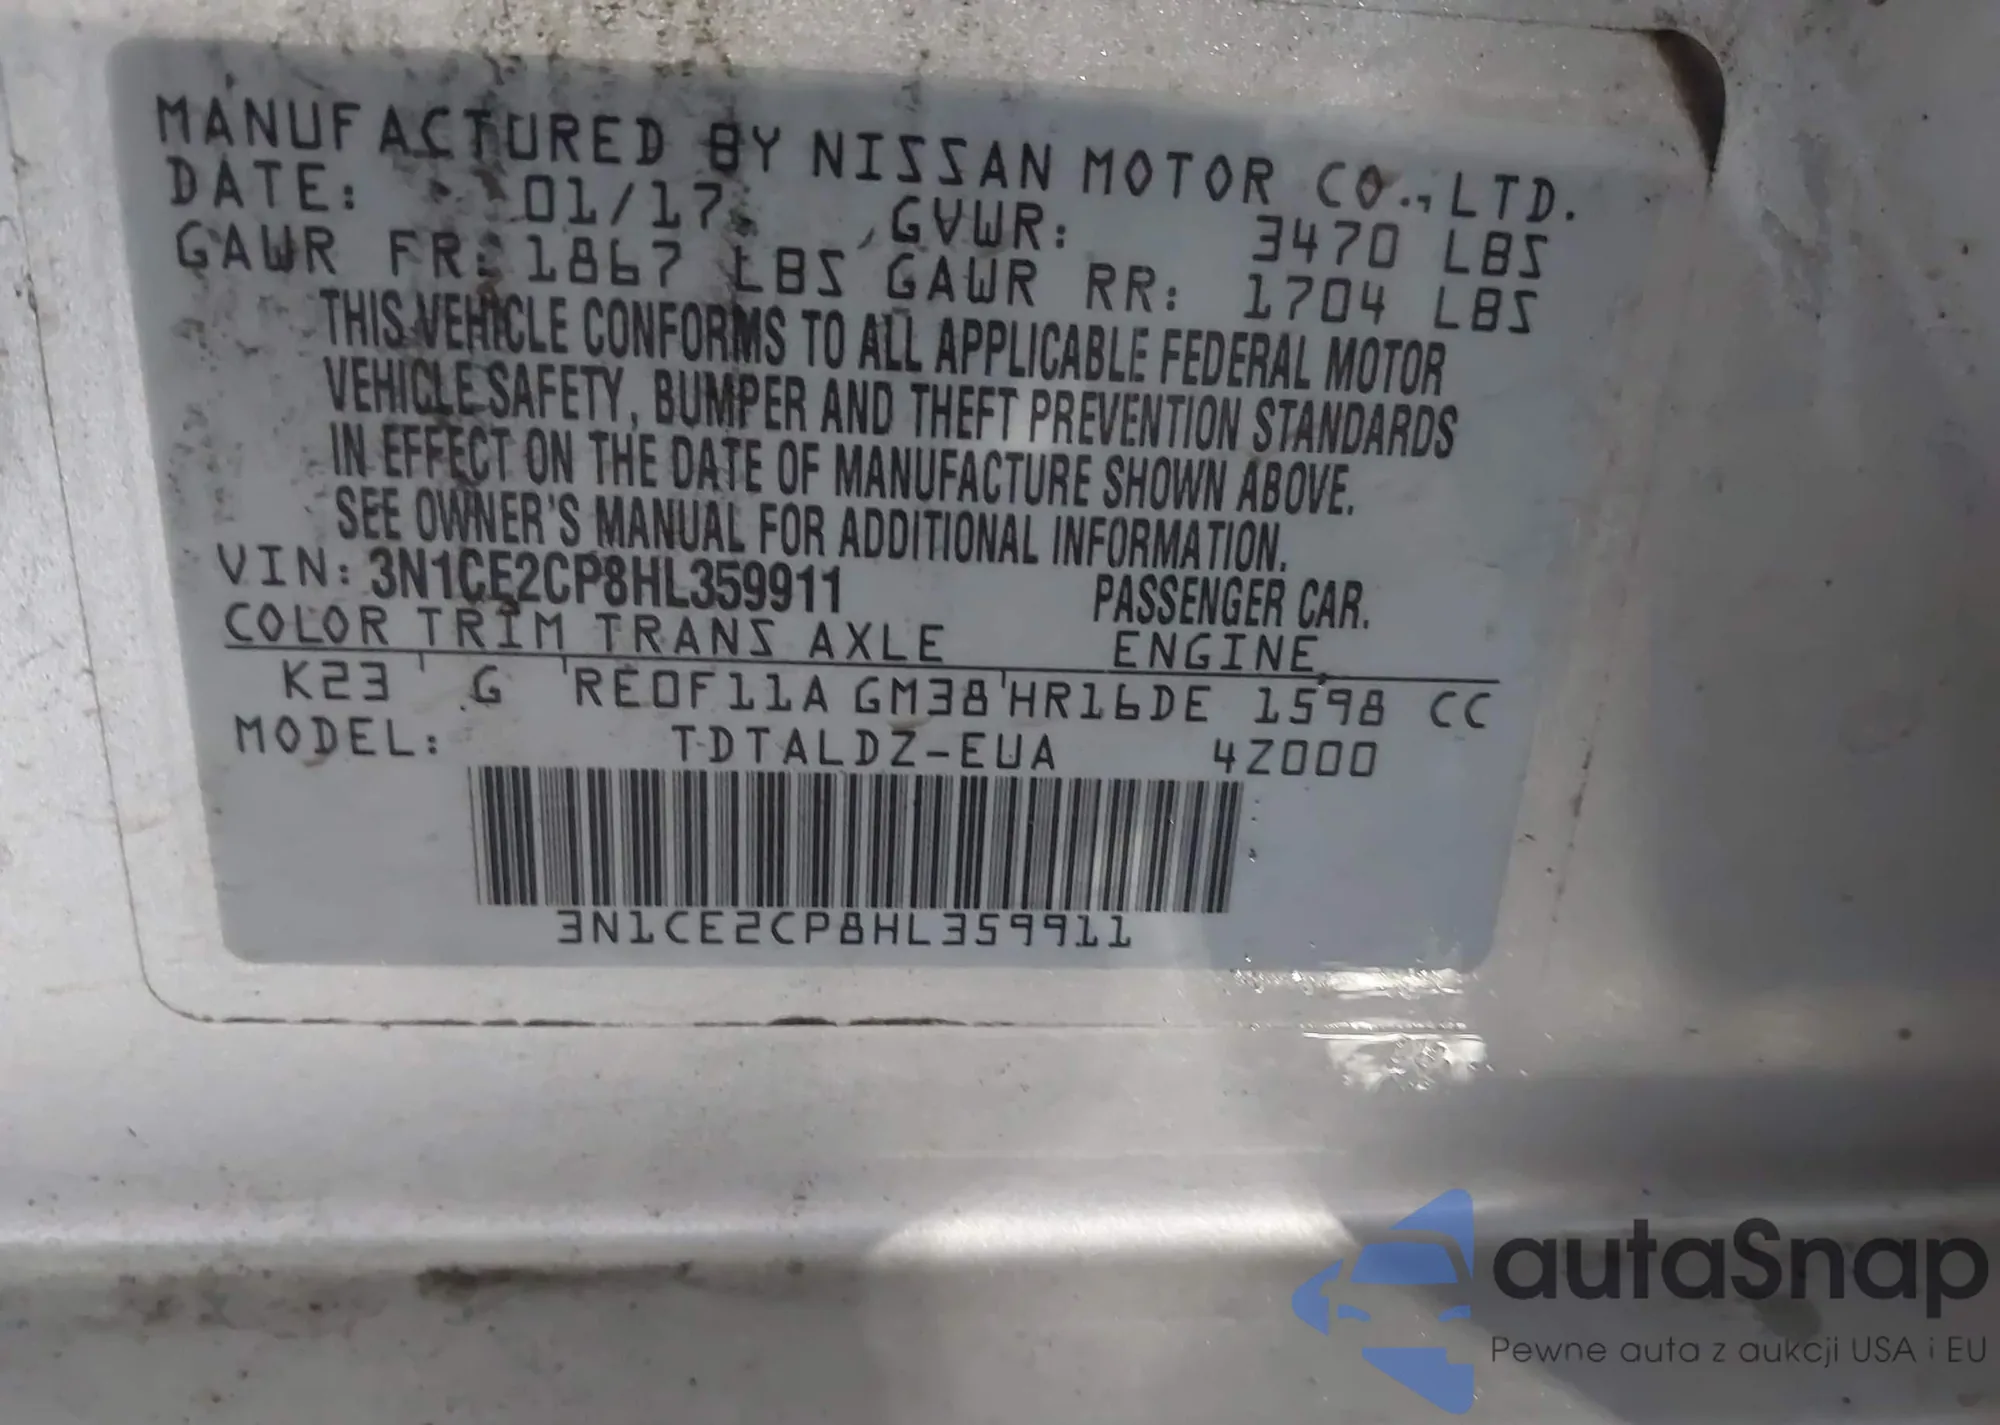 MANUFACTURED BY NISSAN MOTOR CO., LTD.
DATE: 01/17 GVWR: 3470 LBS
GAWR FR: 1867 LBS GAWR RR: 1704 LBS
THIS VEHICLE CONFORMS TO ALL APPLICABLE FEDERAL MOTOR
VEHICLE SAFETY, BUMPER AND THEFT PREVENTION STANDARDS
IN EFFECT ON THE DATE OF MANUFACTURE SHOWN ABOVE.
SEE OWNER'S MANUAL FOR ADDITIONAL INFORMATION.
VIN: 3N1CE2CP8HL359911 PASSENGER CAR.
COLOR TRIM TRANS AXLE ENGINE
K23 G RE0F11A GM38 HR16DE 1598 CC
MODEL: TDTALDZ-EUA 4Z000
3N1CE2CP8HL359911
autaSnap
Pewne auta z aukcji USA i EU